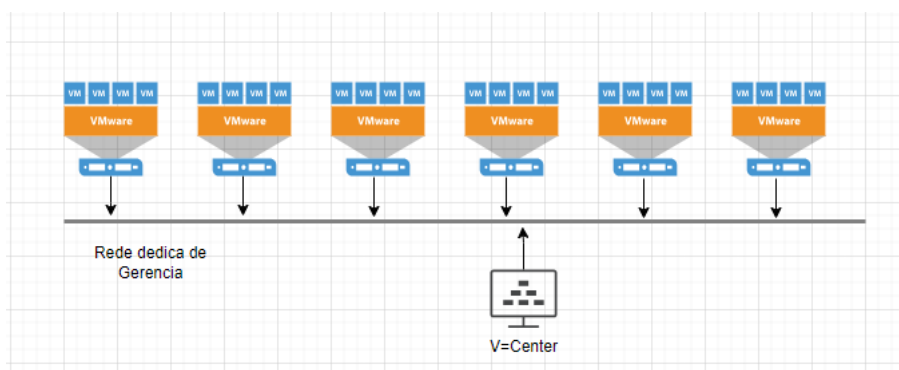 VM VM VM VM VM VM VM VM VM VM VM VM VM VM VM VM VM VM VM VM VM VM VM VM
VMware VMware VMware VMware VMware VMware
Rede dedica de
Gerencia
V=Center